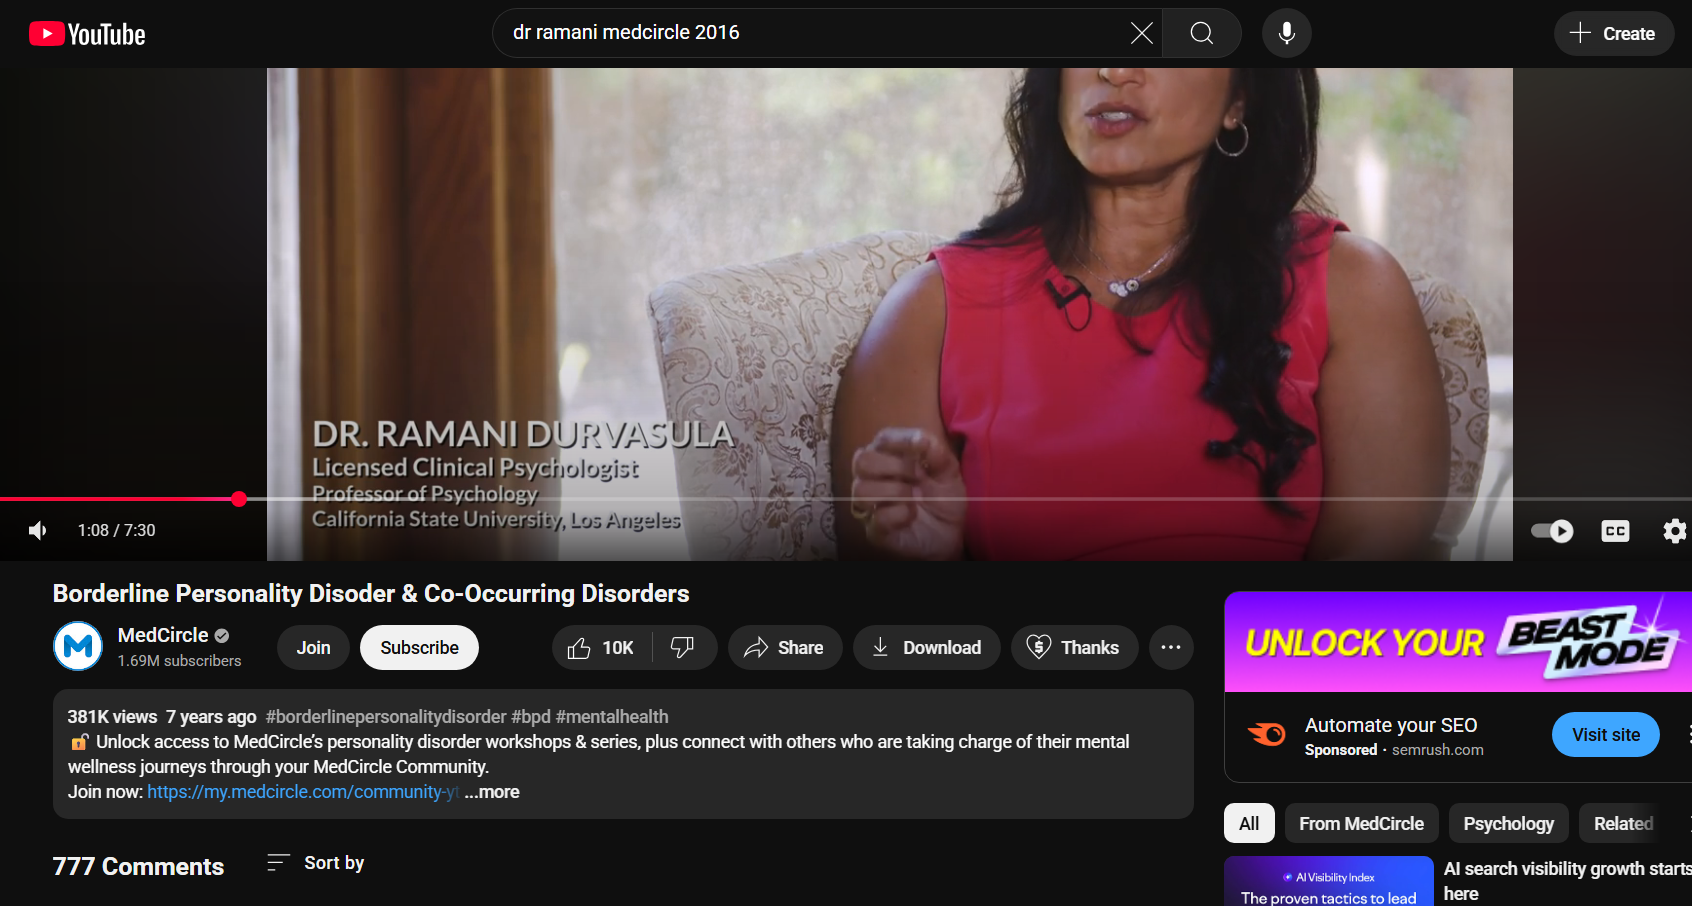 YouTube
dr ramani medcircle 2016
Create
DR. RAMANI DURVASULA
Licensed Clinical Psychologist
Professor of Psychology
California State University, Los Angeles
1:08 / 7:30
CC
Borderline Personality Disoder & Co-Occurring Disorders
MedCircle
1.69M subscribers
Join
Subscribe
10K
Share
Download
Thanks
381K views 7 years ago #borderlinepersonalitydisorder #bpd #mentalhealth
🔓 Unlock access to MedCircle’s personality disorder workshops & series, plus connect with others who are taking charge of their mental
wellness journeys through your MedCircle Community.
Join now: https://my.medcircle.com/community-yt ...more
777 Comments
Sort by
UNLOCK YOUR BEAST MODE
Automate your SEO
Sponsored · semrush.com
Visit site
All
From MedCircle
Psychology
Related
AI Visibility Index
The proven tactics to lead
AI search visibility growth starts
here